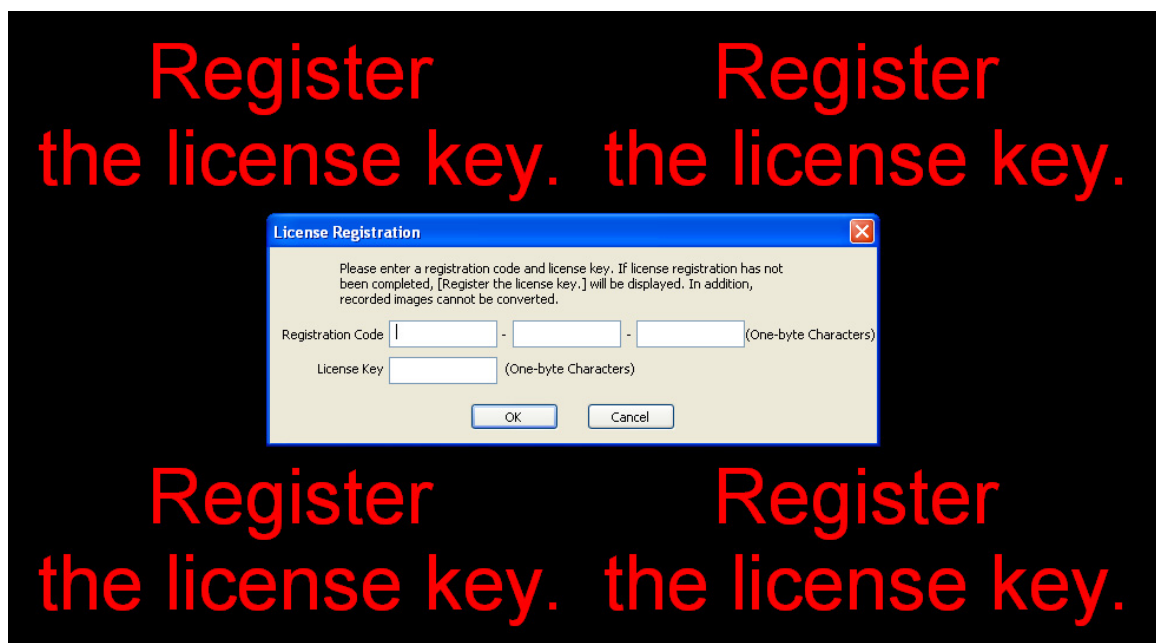 Register Register
the license key. the license key.
License Registration
Please enter a registration code and license key. If license registration has not
been completed, [Register the license key.] will be displayed. In addition,
recorded images cannot be converted.
Registration Code - - (One-byte Characters)
License Key (One-byte Characters)
OK Cancel
Register Register
the license key. the license key.